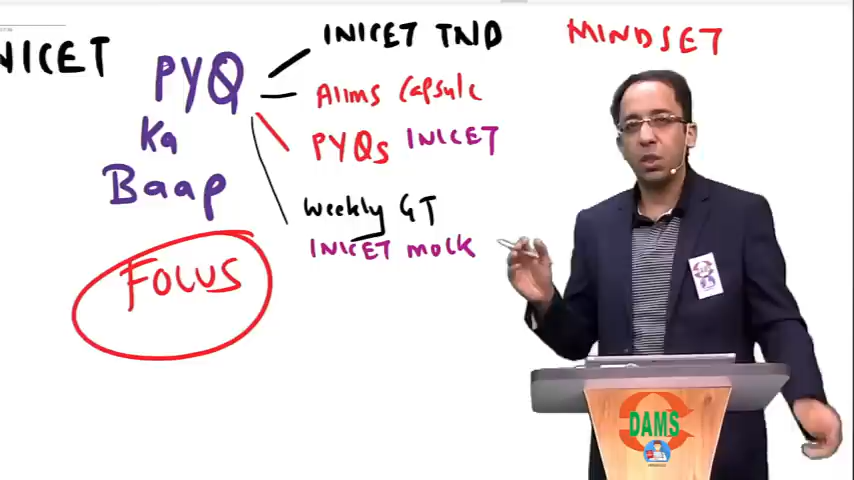 NICET
PYQ
Ka
Baap
FOCUS
INICET TND
AIIMS Capsule
PYQs INICET
Weekly GT
INICET mock
MINDSET
DAMS